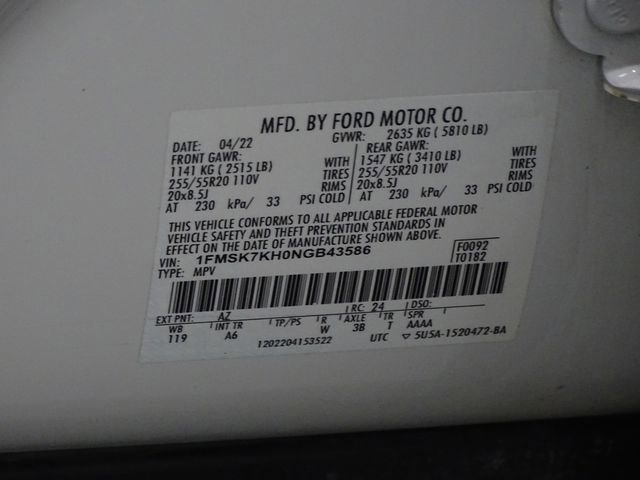 MFD. BY FORD MOTOR CO.
DATE: 04/22 GVWR: 2635 KG ( 5810 LB)
FRONT GAWR: REAR GAWR:
1141 KG ( 2515 LB) WITH 1547 KG ( 3410 LB) WITH
255/55R20 110V TIRES 255/55R20 110V TIRES
20x8.5J RIMS 20x8.5J RIMS
AT 230 kPa/ 33 PSI COLD AT 230 kPa/ 33 PSI COLD
THIS VEHICLE CONFORMS TO ALL APPLICABLE FEDERAL MOTOR
VEHICLE SAFETY AND THEFT PREVENTION STANDARDS IN
EFFECT ON THE DATE OF MANUFACTURE SHOWN ABOVE.
VIN: 1FMSK7KH0NGB43586 F0092
TYPE: MPV T0182
EXT PNT: AZ RC: 24 DSO:
WB INT TR TP/PS R AXLE TR SPR
119 A6 W 3B T AAAA
1202204153522 UTC ▽ 5U5A-1520472-BA